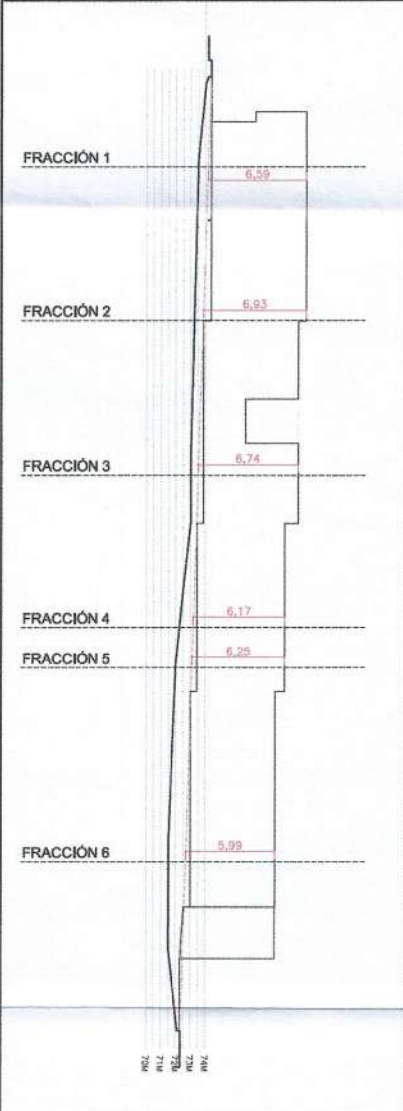 FRACCIÓN 1
6,59
6,93
FRACCIÓN 2
6,74
FRACCIÓN 3
6,17
FRACCIÓN 4
6,25
FRACCIÓN 5
5,99
FRACCIÓN 6
70M
71M
72M
73M
74M